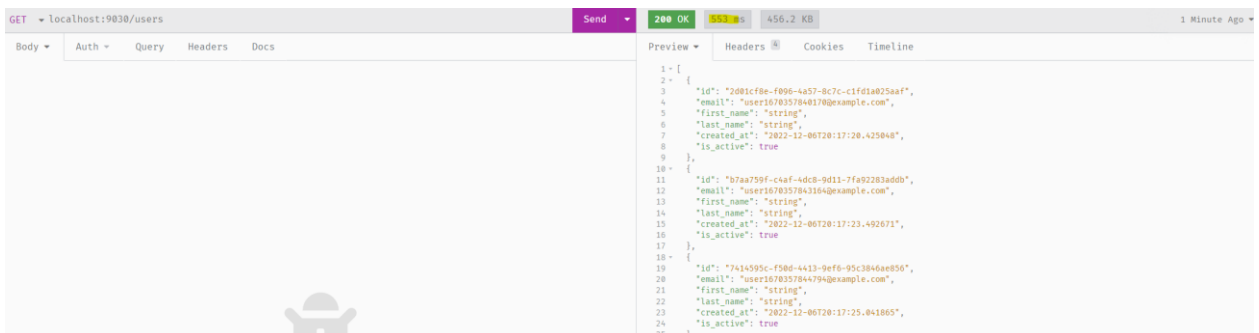 GET localhost:9030/users Send 200 OK 553 ms 456.2 KB 1 Minute Ago
Body Auth Query Headers Docs Preview Headers 4 Cookies Timeline
1 [
2 {
3 "id": "2d01cf8e-f096-4a57-8c7c-c1fd1a025aaf",
4 "email": "user1670357840170@example.com",
5 "first_name": "string",
6 "last_name": "string",
7 "created_at": "2022-12-06T20:17:20.425048",
8 "is_active": true
9 },
10 {
11 "id": "b7aa759f-c4af-4dc8-9d11-7fa92283addb",
12 "email": "user1670357843164@example.com",
13 "first_name": "string",
14 "last_name": "string",
15 "created_at": "2022-12-06T20:17:23.492671",
16 "is_active": true
17 },
18 {
19 "id": "7414595c-f50d-4413-9ef6-95c3846ae856",
20 "email": "user1670357844794@example.com",
21 "first_name": "string",
22 "last_name": "string",
23 "created_at": "2022-12-06T20:17:25.041865",
24 "is_active": true